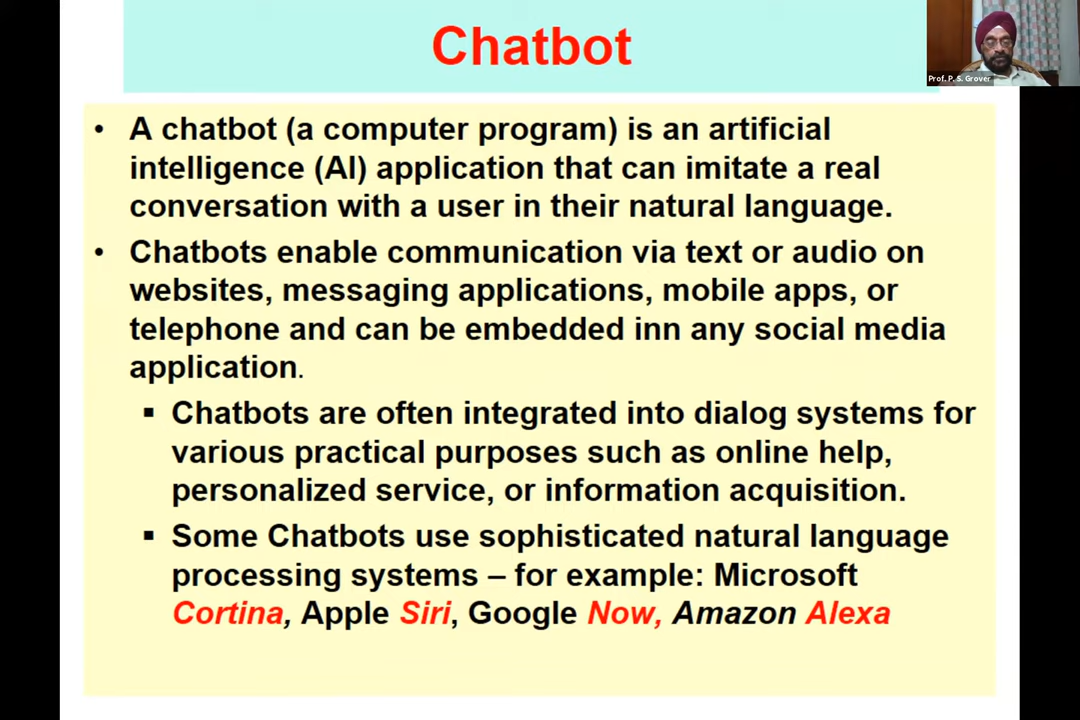 Chatbot
Prof. P. S. Grover
• A chatbot (a computer program) is an artificial
intelligence (AI) application that can imitate a real
conversation with a user in their natural language.
• Chatbots enable communication via text or audio on
websites, messaging applications, mobile apps, or
telephone and can be embedded inn any social media
application.
▪ Chatbots are often integrated into dialog systems for
various practical purposes such as online help,
personalized service, or information acquisition.
▪ Some Chatbots use sophisticated natural language
processing systems – for example: Microsoft
Cortina, Apple Siri, Google Now, Amazon Alexa